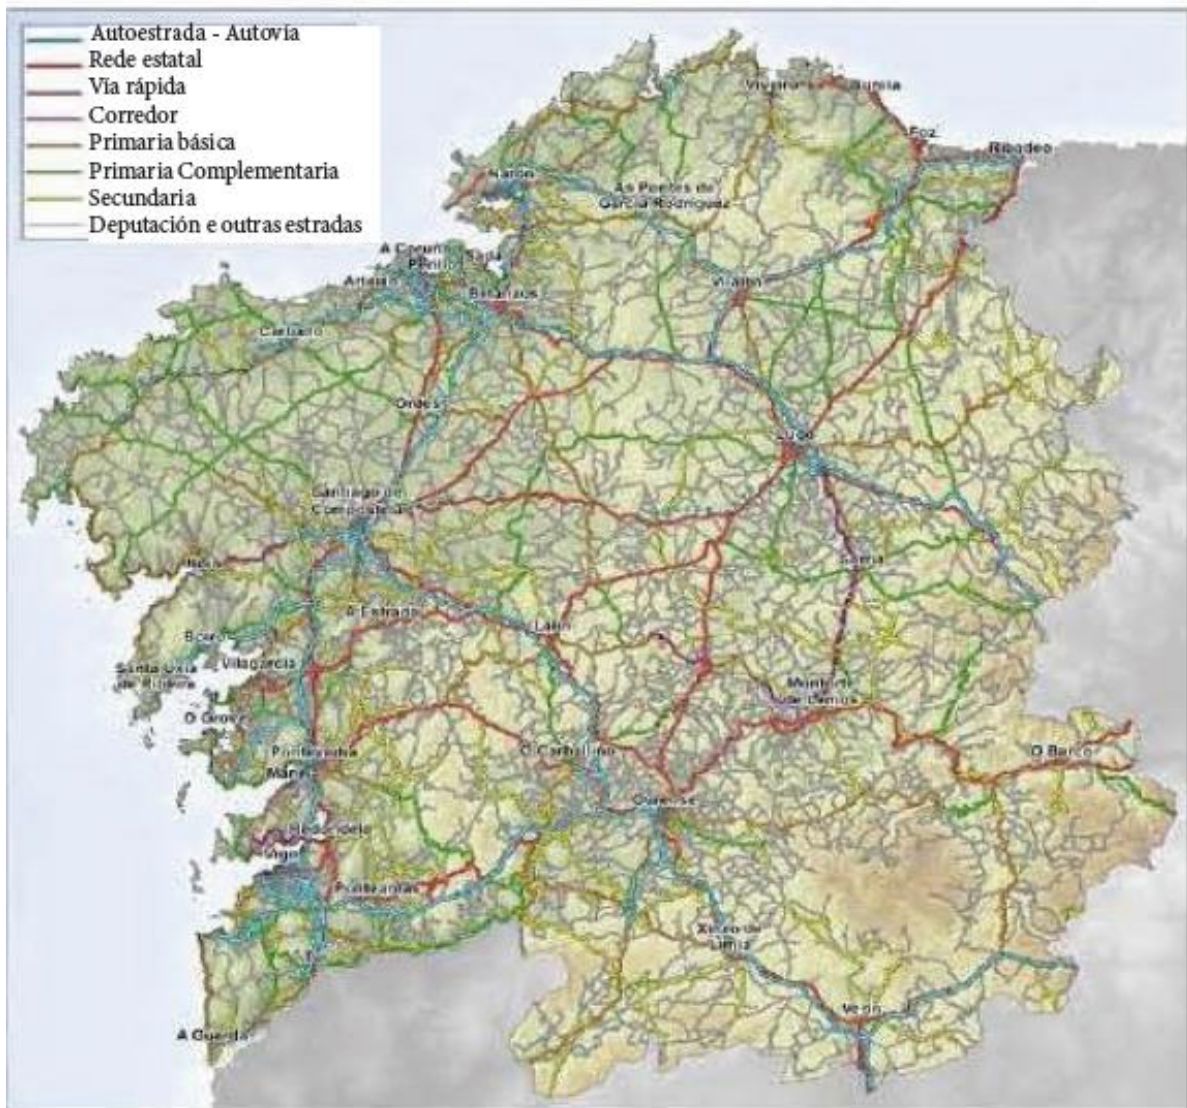 Autoestrada - Autovía
Rede estatal
Vía rápida
Corredor
Primaria básica
Primaria Complementaria
Secundaria
Deputación e outras estradas
Foz
Ribadeo
Narón
As Pontes de
García Rodríguez
A Coruña
Sada
Perillo
Arteixo
Betanzos
Vilalba
Carballo
Ordes
Lugo
Santiago de
Compostela
Noia
Sarria
A Estrada
Lalín
Boiro
Vilagarcía
Santa Uxía
de Ribeira
Monforte
de Lemos
O Grove
Pontevedra
O Carballiño
O Barco
Marín
Ourense
Redondela
Vigo
Ponteareas
Xinzo de
Limia
Verín
A Guarda